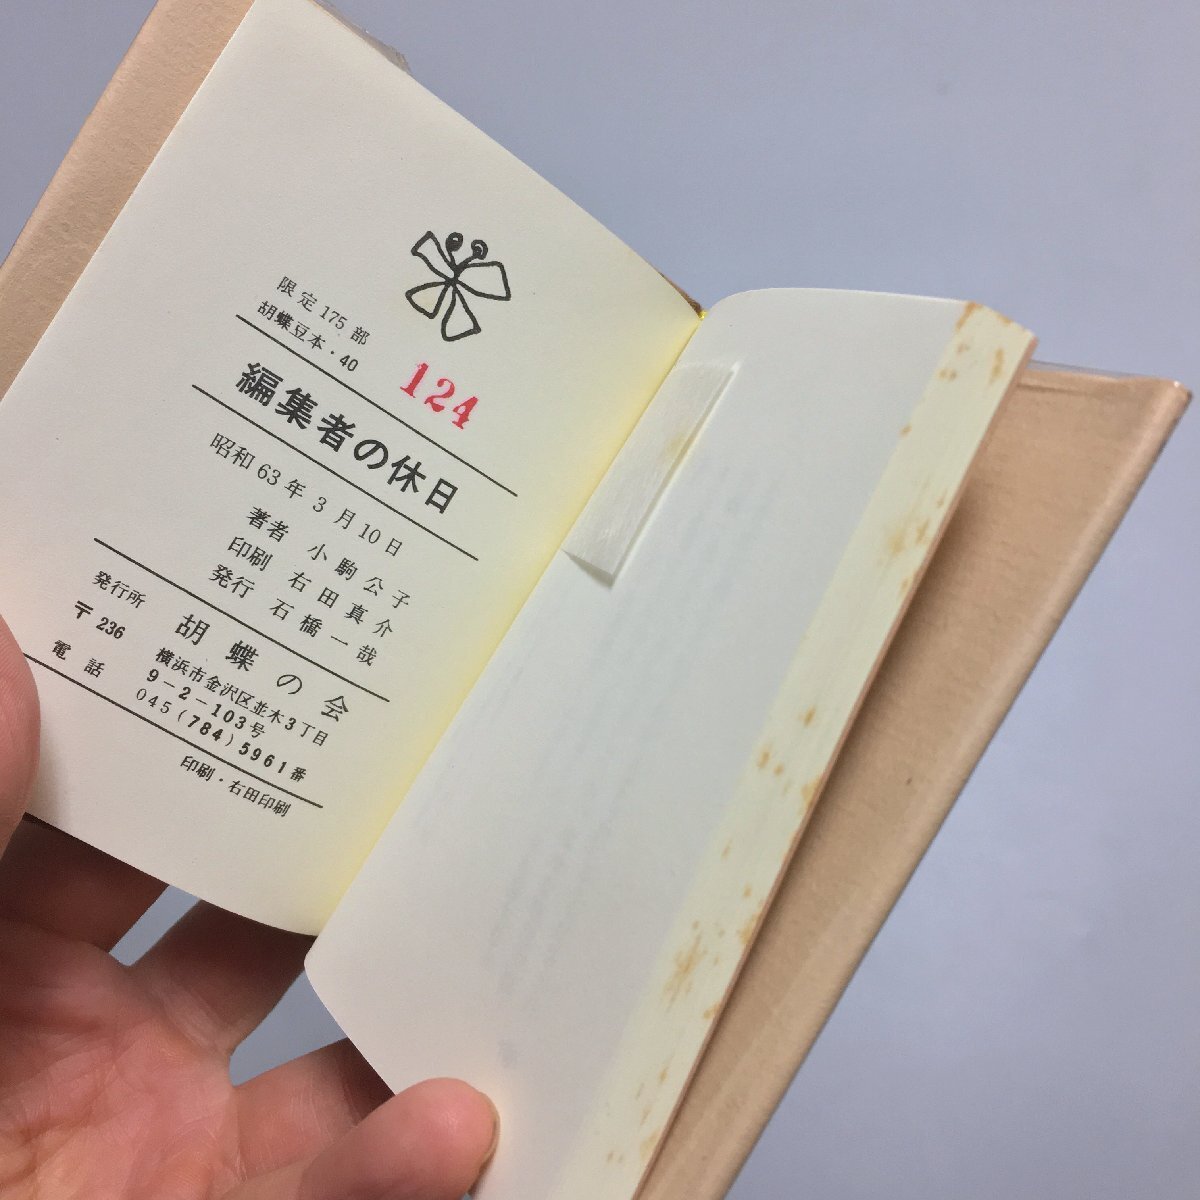 限定175部
胡蝶豆本・40
124
編集者の休日
昭和63年3月10日
著者 小駒公子
印刷 右田真介
発行 石橋一哉
発行所 胡蝶の会
〒236 横浜市金沢区並木3丁目
9-2-103号
電話 045(784)5961番
印刷・右田印刷